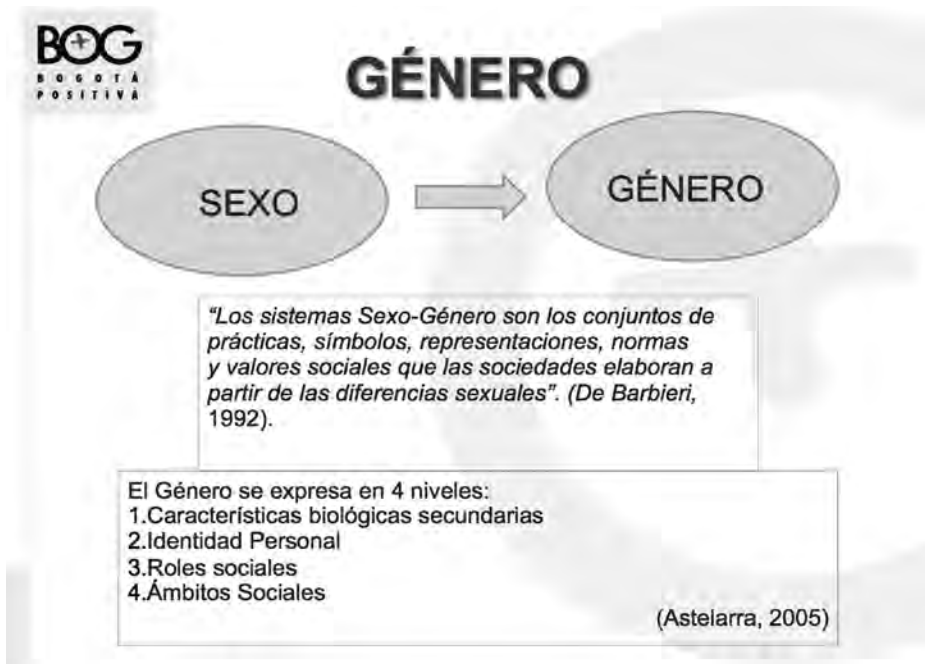 BOG
BOGOTÁ
POSITIVA
GÉNERO
SEXO
GÉNERO
“Los sistemas Sexo-Género son los conjuntos de
prácticas, símbolos, representaciones, normas
y valores sociales que las sociedades elaboran a
partir de las diferencias sexuales”. (De Barbieri,
1992).
El Género se expresa en 4 niveles:
1.Características biológicas secundarias
2.Identidad Personal
3.Roles sociales
4.Ámbitos Sociales
(Astelarra, 2005)